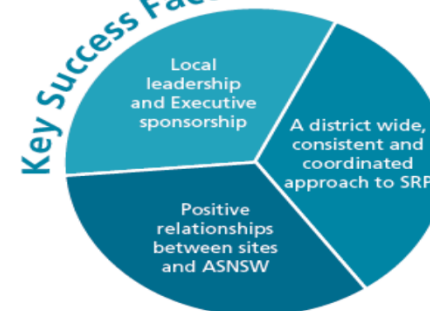 Key Success
Local
leadership
and Executive
sponsorship
A district wide,
consistent and
coordinated
approach to SRP
Positive
relationships
between sites
and ASNSW